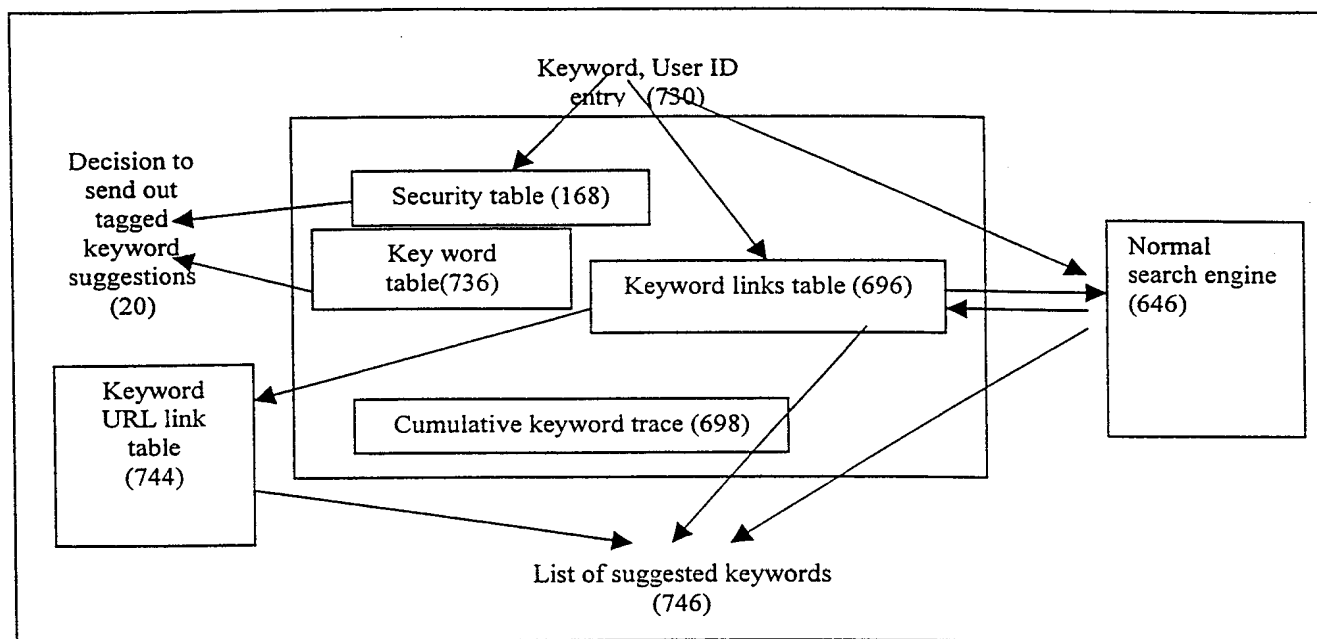 Keyword, User ID
entry (730)
Decision to
send out
tagged
keyword
suggestions
(20)
Security table (168)
Key word
table(736)
Keyword links table (696)
Normal
search engine
(646)
Keyword
URL link
table
(744)
Cumulative keyword trace (698)
List of suggested keywords
(746)